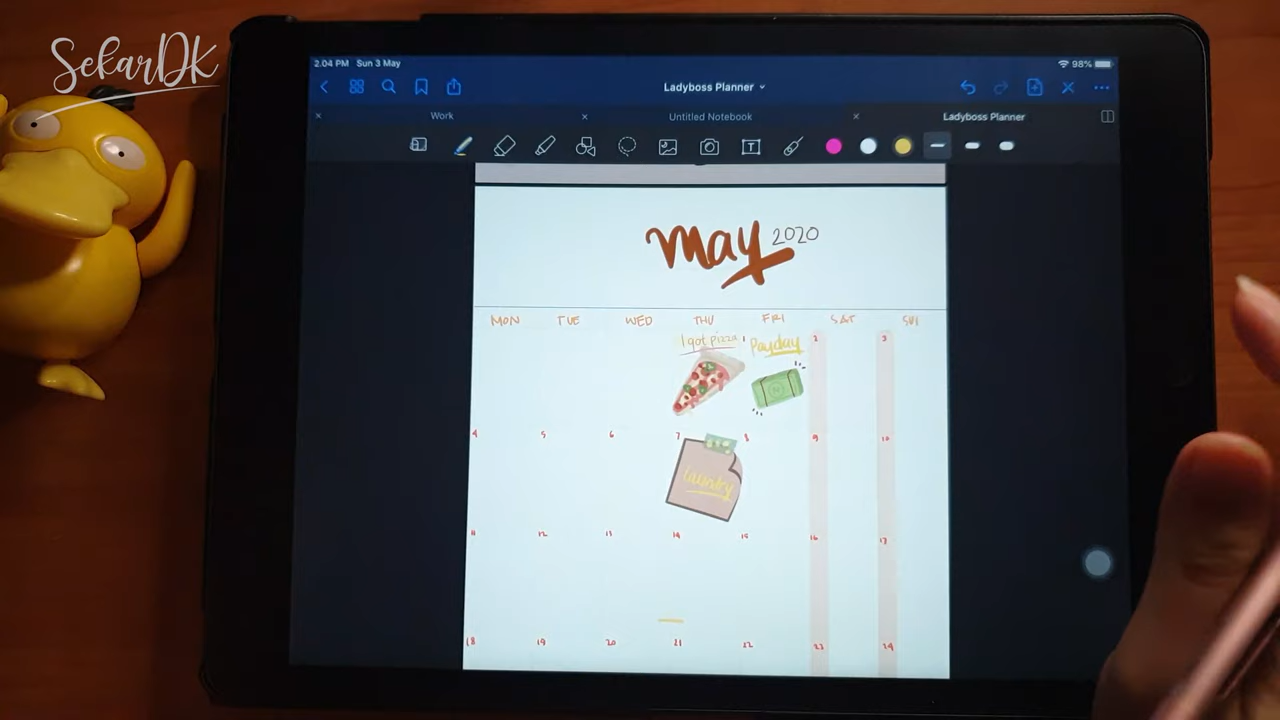 SekarDK
2.04 PM Sun 3 May
98%
Ladyboss Planner
Work
Untitled Notebook
Ladyboss Planner
T
May 2020
MON TUE WED THU FRI SAT SUN
I got pizza 1 Payday 2 3
4 5 6 7 8 9 10
laundry
11 12 13 14 15 16 17
18 19 20 21 22 23 24